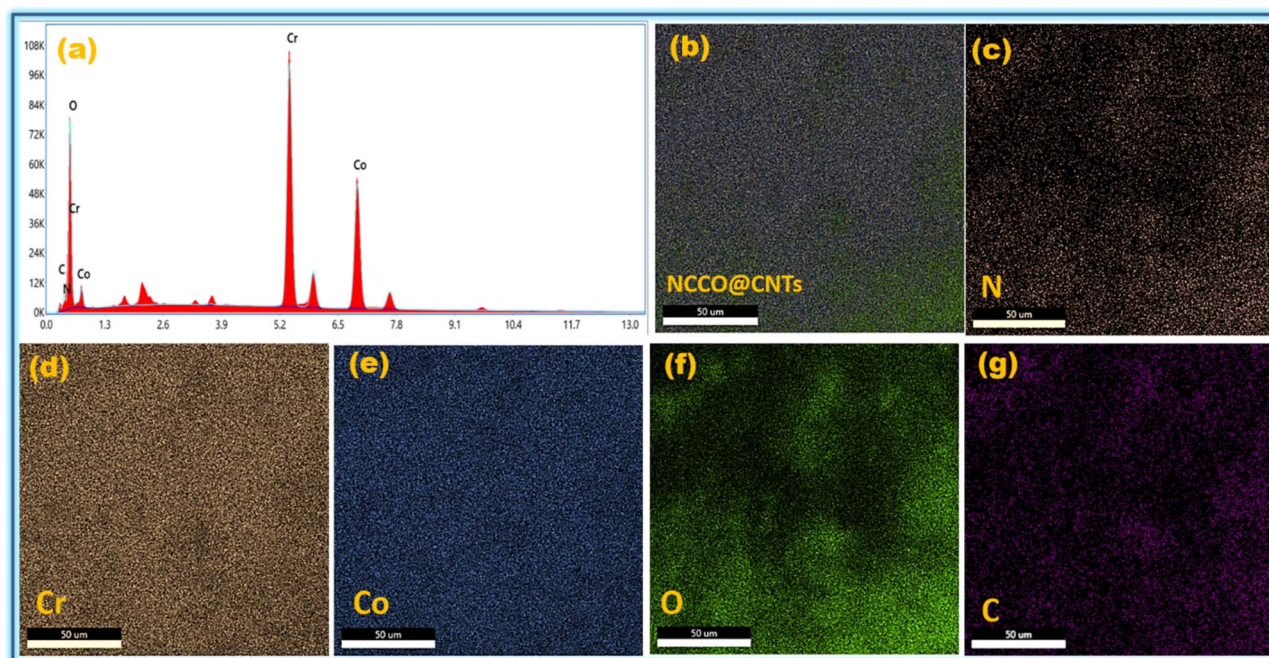 (a)
108K
96K
84K
72K
60K
48K
36K
24K
12K
0K
Cr
O
Co
Cr
C
N
Co
0.0 1.3 2.6 3.9 5.2 6.5 7.8 9.1 10.4 11.7 13.0
(b)
NCCO@CNTs
50 um
(c)
N
50 um
(d)
Cr
50 um
(e)
Co
50 um
(f)
O
50 um
(g)
C
50 um